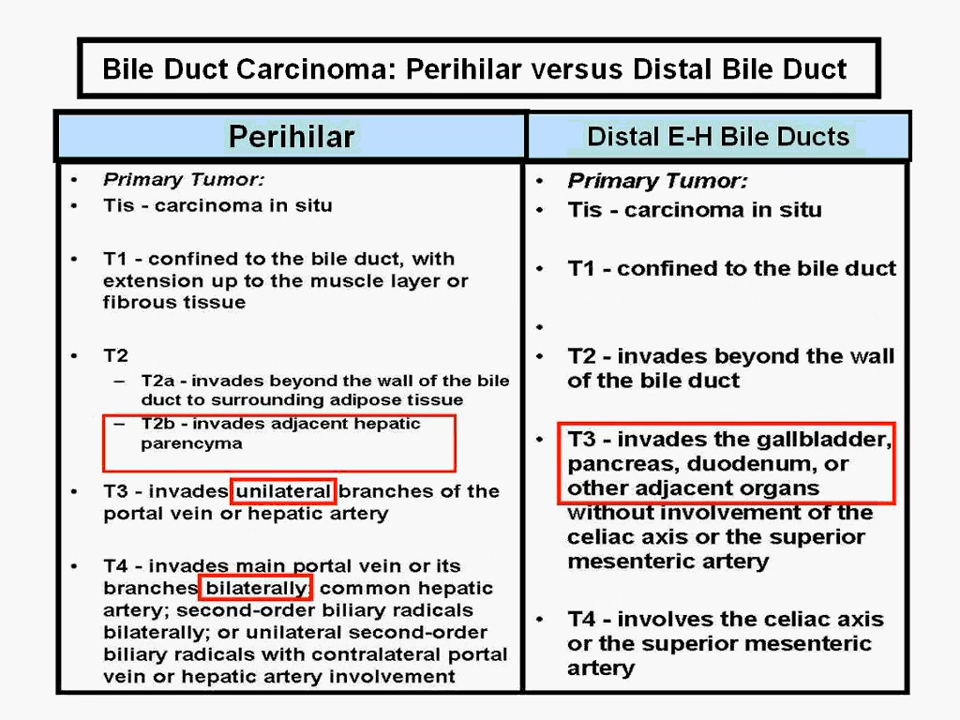 Bile Duct Carcinoma: Perihilar versus Distal Bile Duct
Perihilar
• Primary Tumor:
• Tis - carcinoma in situ
• T1 - confined to the bile duct, with
extension up to the muscle layer or
fibrous tissue
• T2
– T2a - invades beyond the wall of the bile
duct to surrounding adipose tissue
– T2b - invades adjacent hepatic
parencyma
• T3 - invades unilateral branches of the
portal vein or hepatic artery
• T4 - invades main portal vein or its
branches bilaterally; common hepatic
artery; second-order biliary radicals
bilaterally; or unilateral second-order
biliary radicals with contralateral portal
vein or hepatic artery involvement
Distal E-H Bile Ducts
• Primary Tumor:
• Tis - carcinoma in situ
• T1 - confined to the bile duct
•
• T2 - invades beyond the wall
of the bile duct
• T3 - invades the gallbladder,
pancreas, duodenum, or
other adjacent organs
without involvement of the
celiac axis or the superior
mesenteric artery
• T4 - involves the celiac axis
or the superior mesenteric
artery